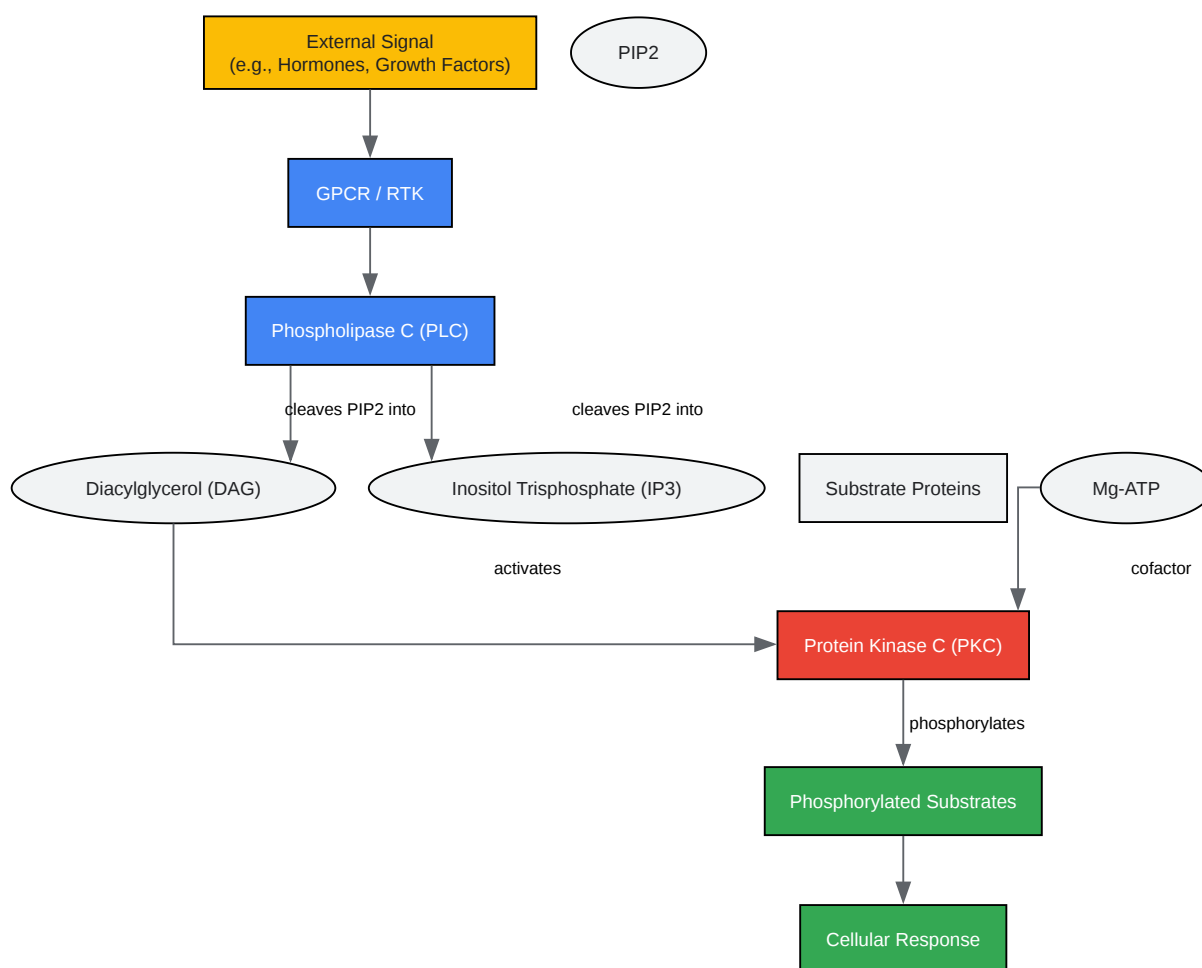 External Signal
(e.g., Hormones, Growth Factors)
PIP2
GPCR / RTK
Phospholipase C (PLC)
cleaves PIP2 into
cleaves PIP2 into
Diacylglycerol (DAG)
Inositol Trisphosphate (IP3)
Substrate Proteins
Mg-ATP
activates
cofactor
Protein Kinase C (PKC)
phosphorylates
Phosphorylated Substrates
Cellular Response